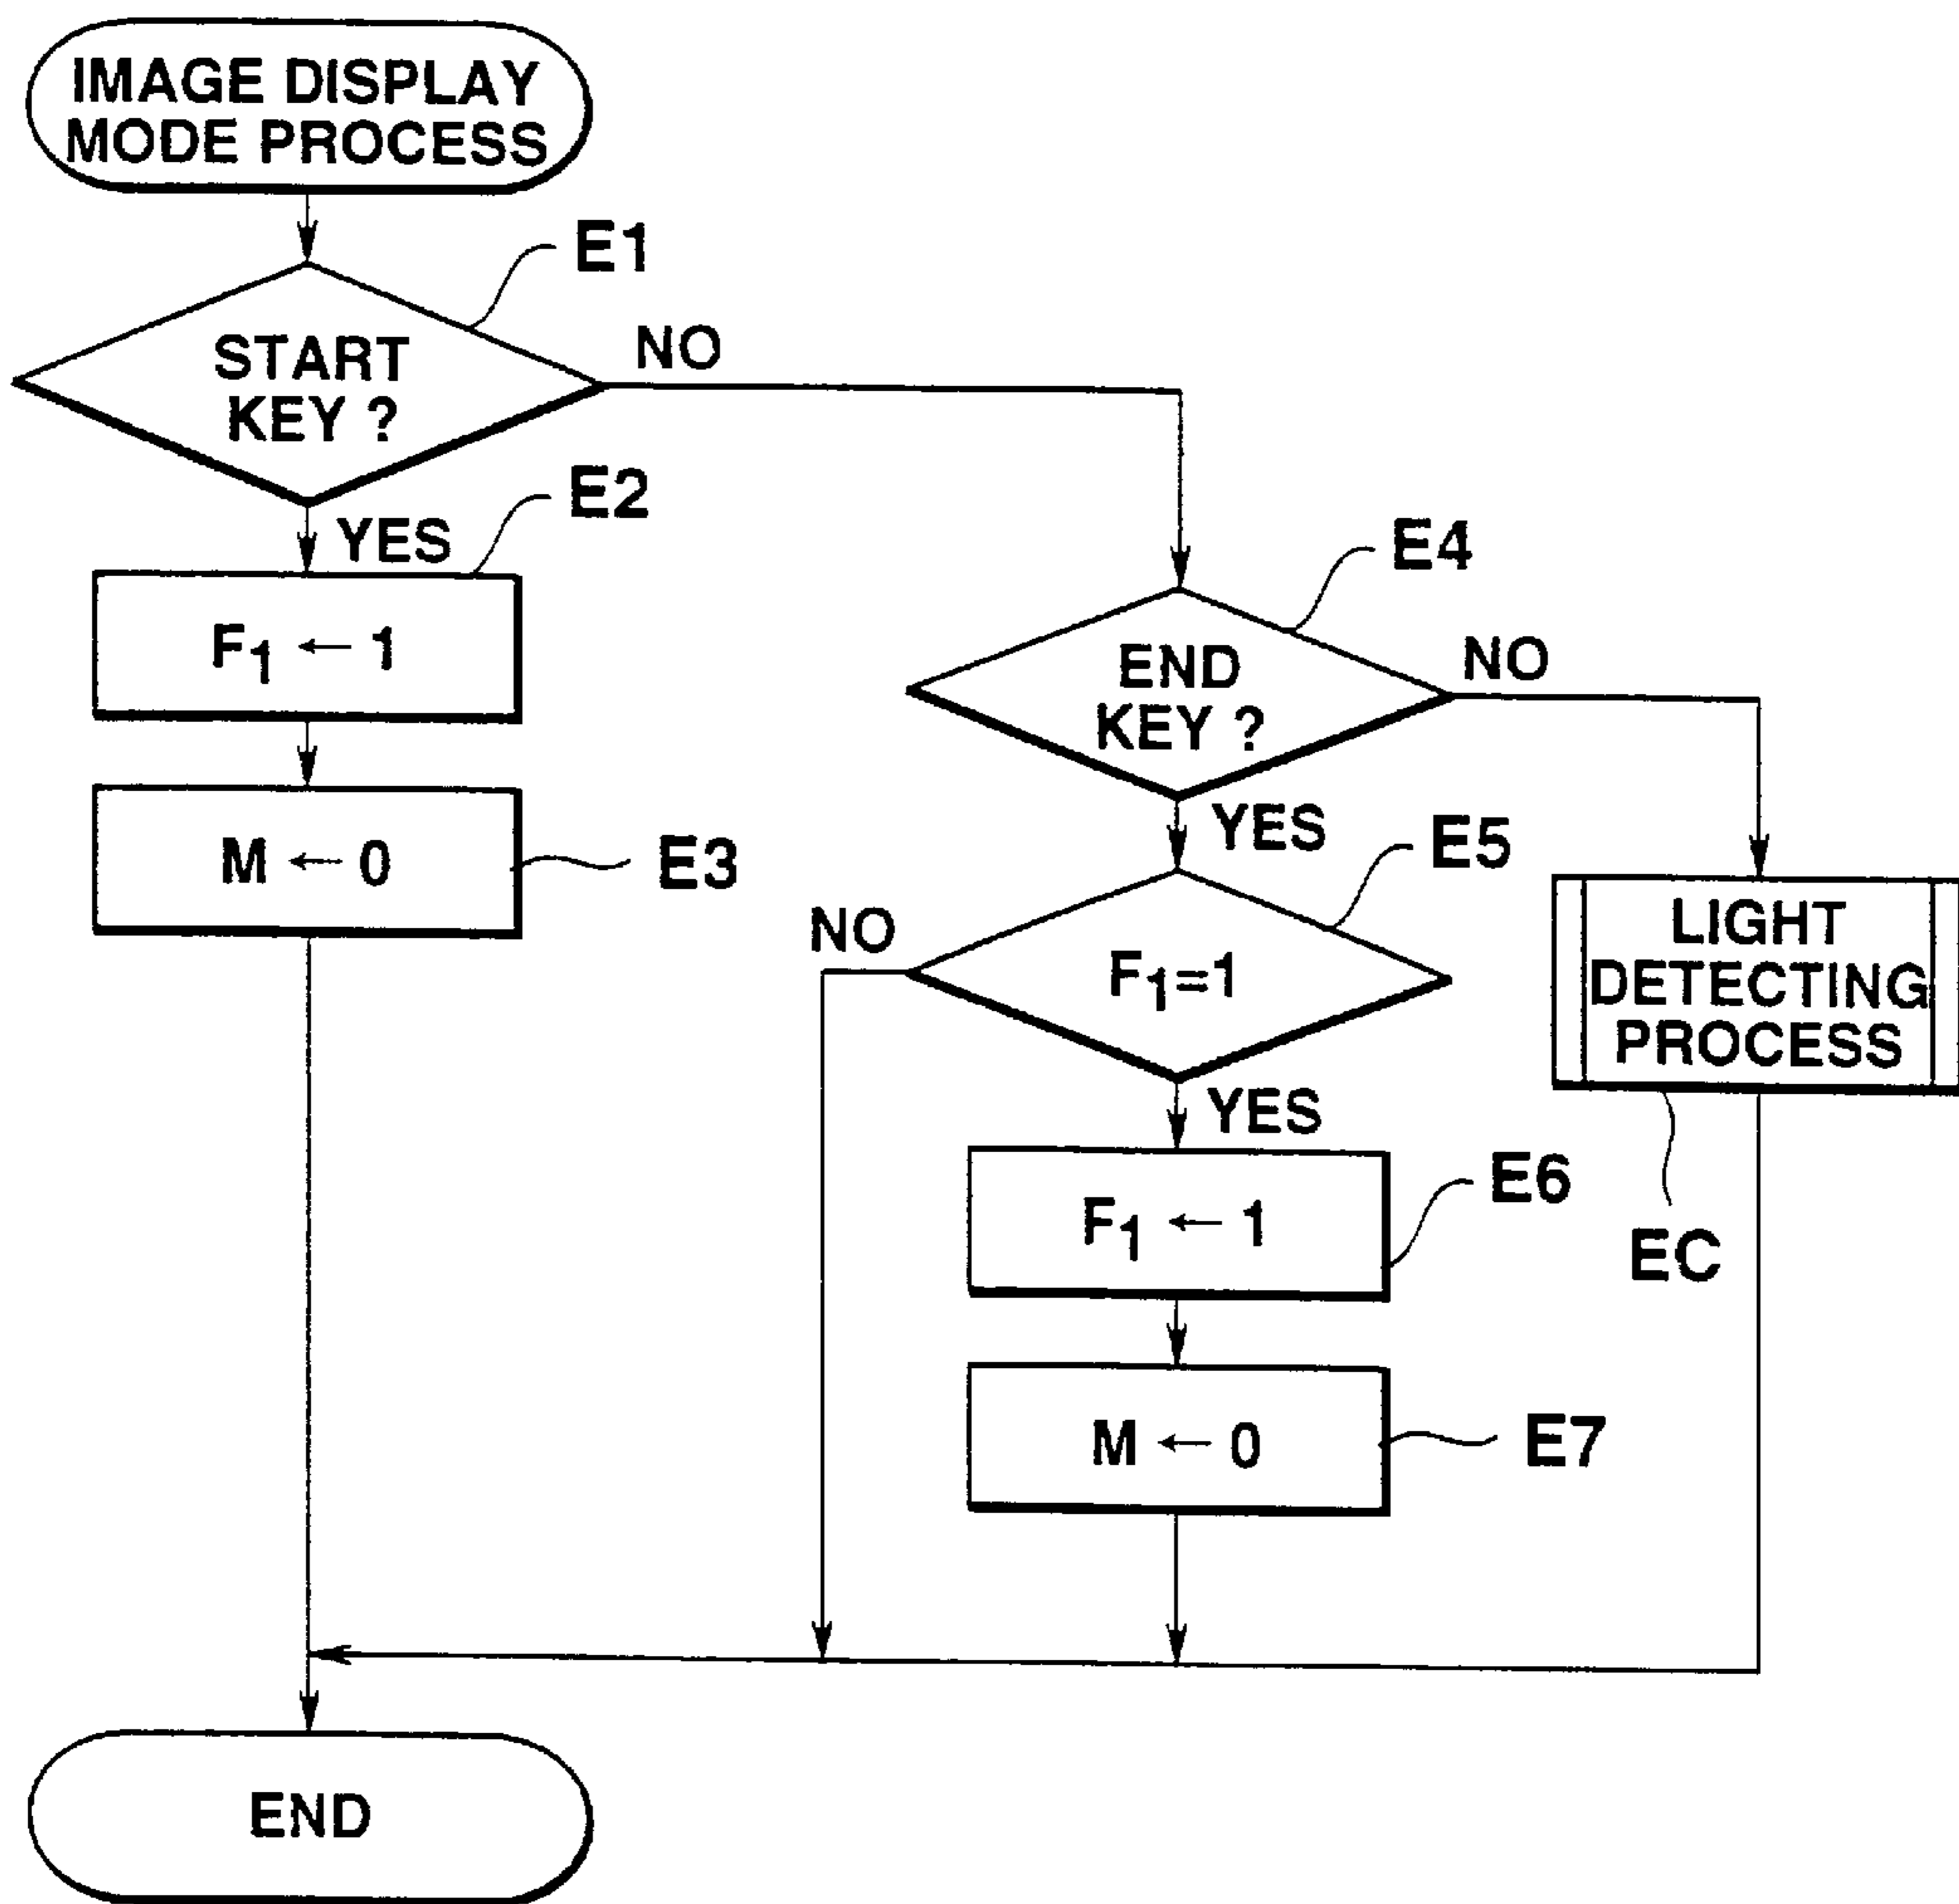 IMAGE DISPLAY
MODE PROCESS
E1
START
KEY ?
NO
YES
E2
F1 ← 1
M ← 0
E3
E4
END
KEY ?
NO
YES
E5
NO
F1=1
LIGHT
DETECTING
PROCESS
YES
E6
F1 ← 1
EC
M ← 0
E7
END